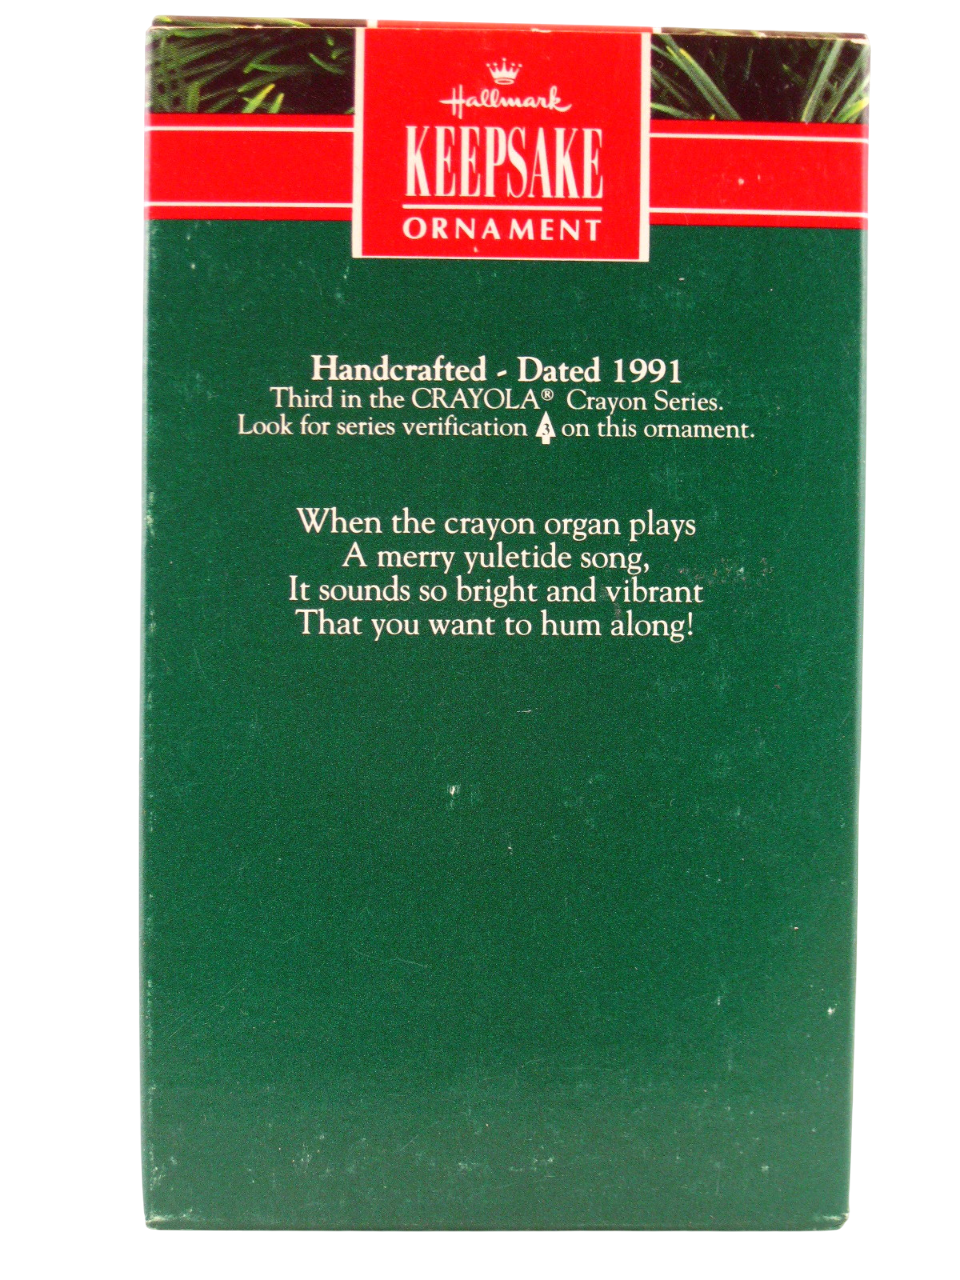 Hallmark
KEEPSAKE
ORNAMENT
Handcrafted - Dated 1991
Third in the CRAYOLA® Crayon Series.
Look for series verification 3 on this ornament.
When the crayon organ plays
A merry yuletide song,
It sounds so bright and vibrant
That you want to hum along!